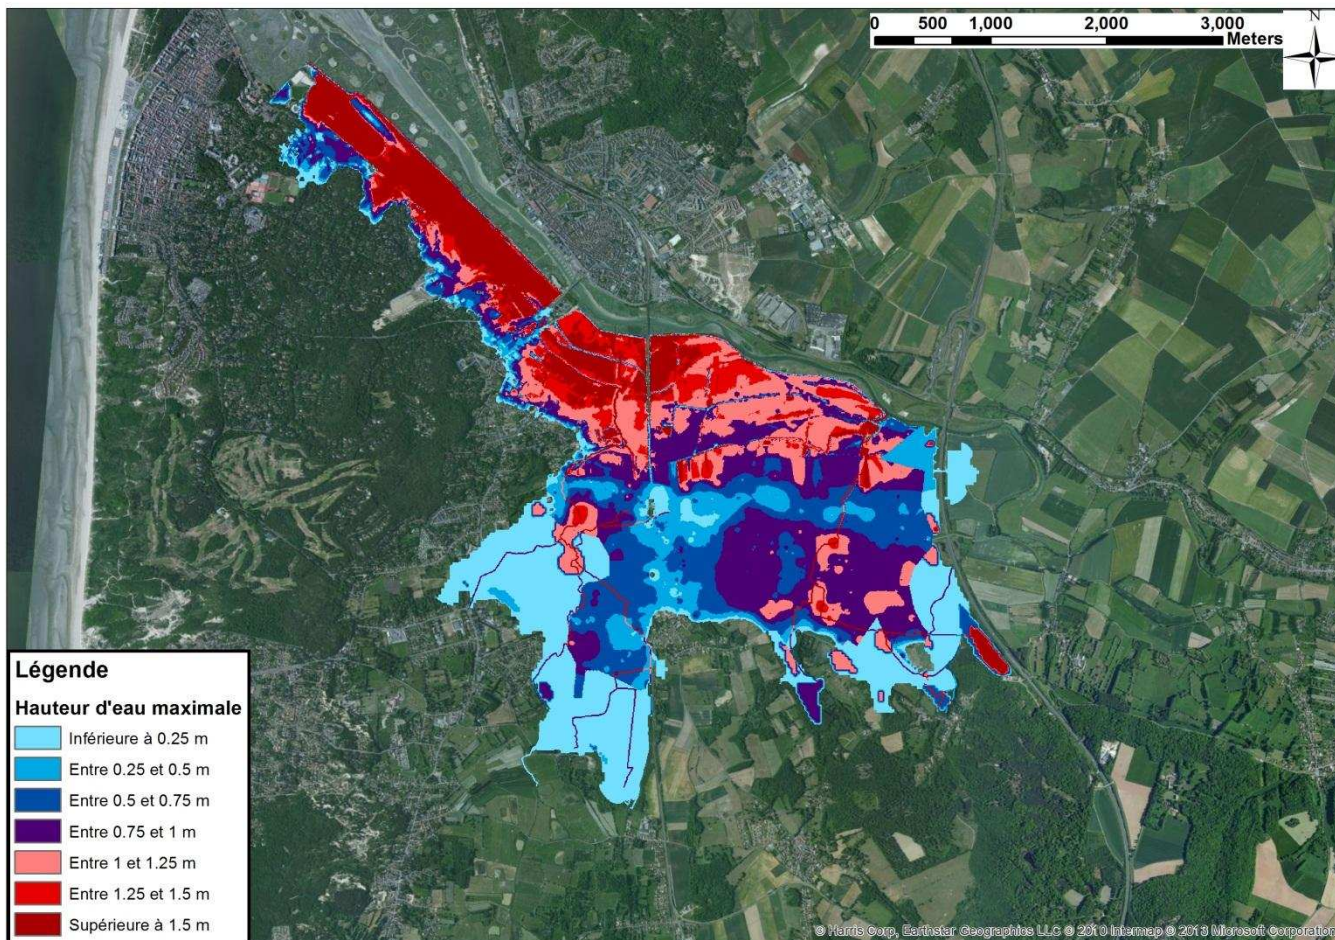 0 500 1,000 2,000 3,000
Meters
N
Légende
Hauteur d'eau maximale
Inférieure à 0.25 m
Entre 0.25 et 0.5 m
Entre 0.5 et 0.75 m
Entre 0.75 et 1 m
Entre 1 et 1.25 m
Entre 1.25 et 1.5 m
Supérieure à 1.5 m
© Harris Corp, Earthstar Geographics LLC © 2010 Intermap © 2013 Microsoft Corporation